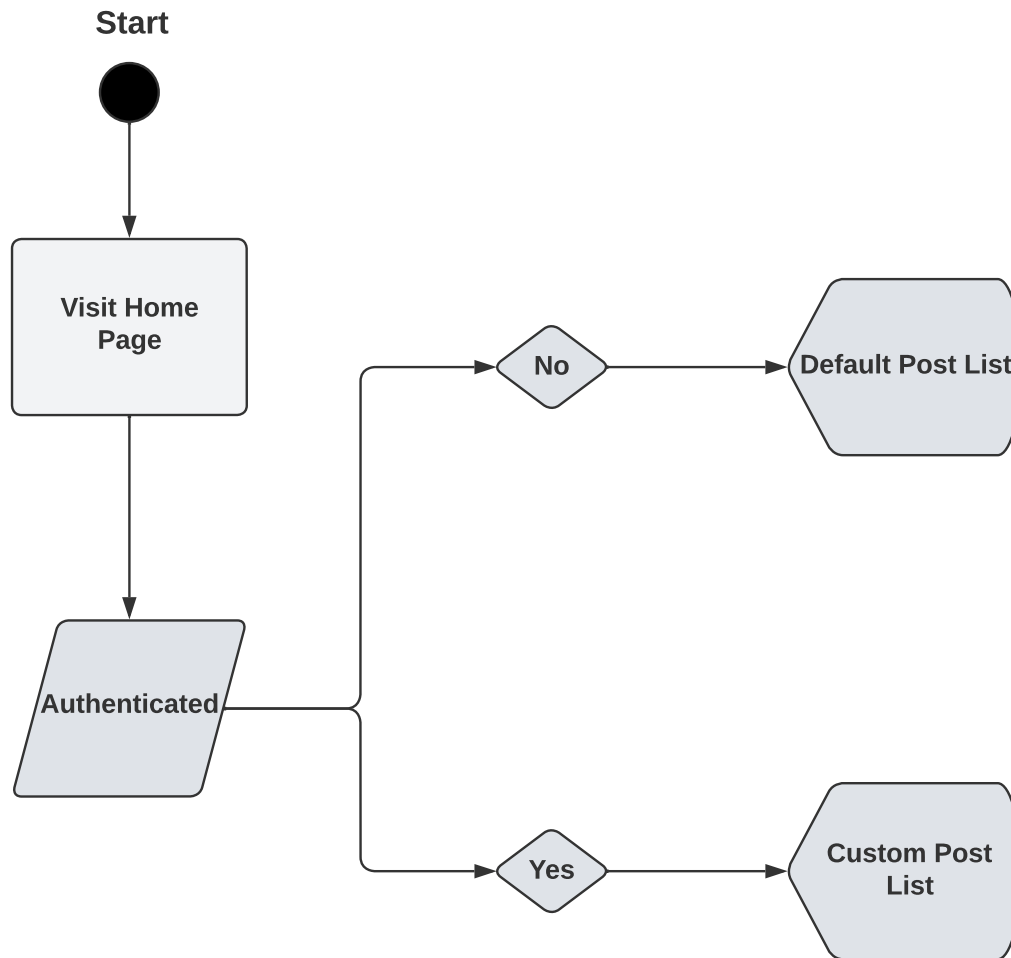 Start
Visit Home
Page
No
Default Post List
Authenticated
Yes
Custom Post
List